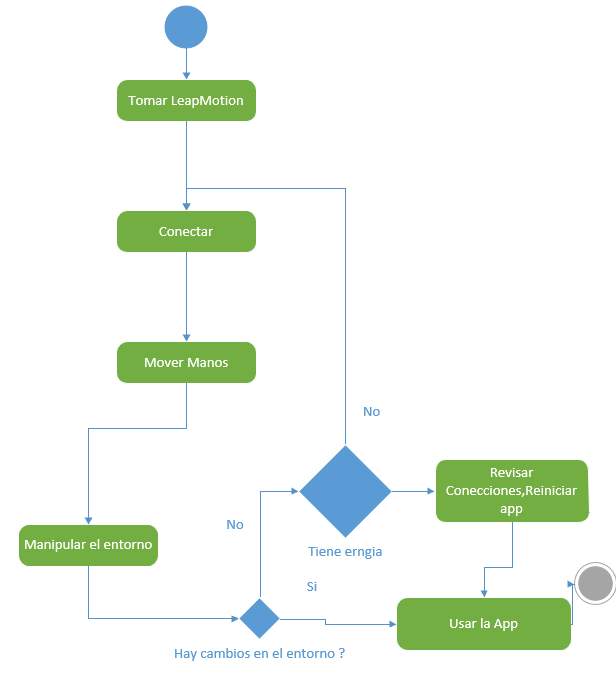 Tomar LeapMotion
Conectar
Mover Manos
No
Revisar
Conecciones,Reiniciar
app
No
Manipular el entorno
Tiene erngia
Si
Usar la App
Hay cambios en el entorno ?